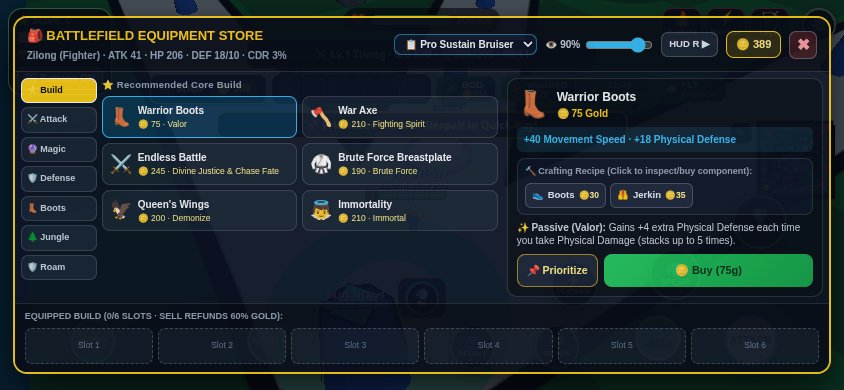 BATTLEFIELD EQUIPMENT STORE
Zilong (Fighter) · ATK 41 · HP 206 · DEF 18/10 · CDR 3%
Pro Sustain Bruiser
90%
HUD R ▶
389
Build
Attack
Magic
Defense
Boots
Jungle
Roam
Recommended Core Build
Warrior Boots
75 · Valor
War Axe
210 · Fighting Spirit
Endless Battle
245 · Divine Justice & Chase Fate
Brute Force Breastplate
190 · Brute Force
Queen's Wings
200 · Demonize
Immortality
210 · Immortal
Warrior Boots
75 Gold
+40 Movement Speed · +18 Physical Defense
Crafting Recipe (Click to inspect/buy component):
Boots 30
Jerkin 35
Passive (Valor): Gains +4 extra Physical Defense each time
you take Physical Damage (stacks up to 5 times).
Prioritize
Buy (75g)
EQUIPPED BUILD (0/6 SLOTS · SELL REFUNDS 60% GOLD):
Slot 1
Slot 2
Slot 3
Slot 4
Slot 5
Slot 6